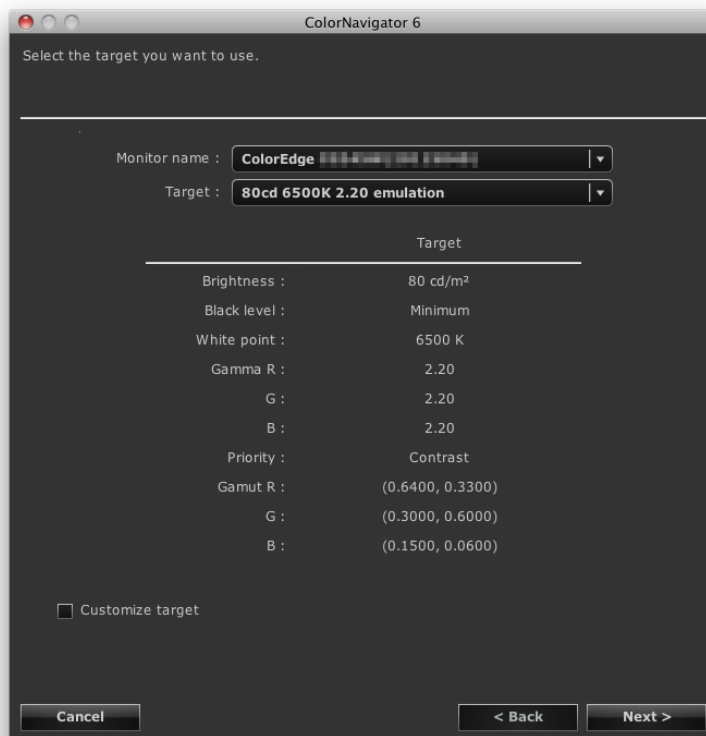 ColorNavigator 6
Select the target you want to use.
Monitor name : ColorEdge
Target : 80cd 6500K 2.20 emulation
Target
Brightness : 80 cd/m²
Black level : Minimum
White point : 6500 K
Gamma R : 2.20
G : 2.20
B : 2.20
Priority : Contrast
Gamut R : (0.6400, 0.3300)
G : (0.3000, 0.6000)
B : (0.1500, 0.0600)
Customize target
Cancel < Back Next >